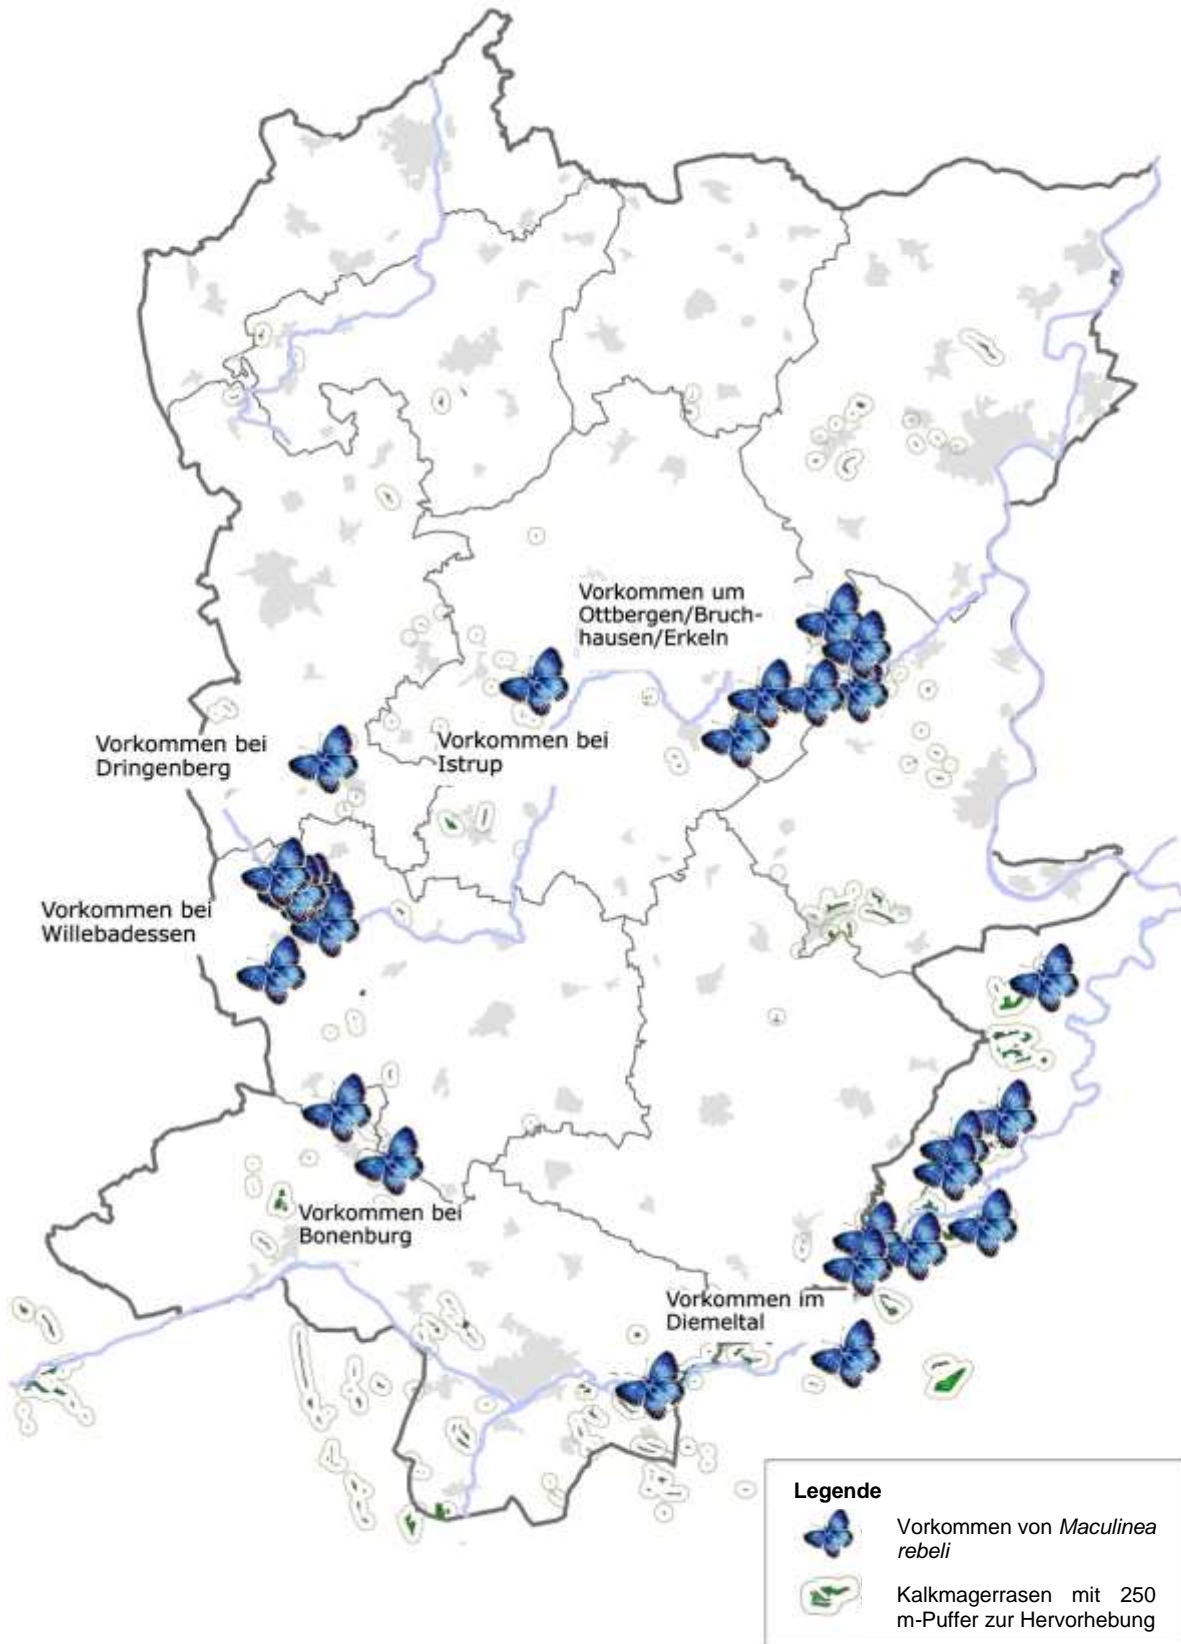 Vorkommen um
Ottbergen/Bruch-
hausen/Erkeln
Vorkommen bei
Dringenberg
Vorkommen bei
Istrup
Vorkommen bei
Willebadessen
Vorkommen bei
Bonenburg
Vorkommen im
Diemeltal
Legende
Vorkommen von Maculinea
rebeli
Kalkmagerrasen mit 250
m-Puffer zur Hervorhebung